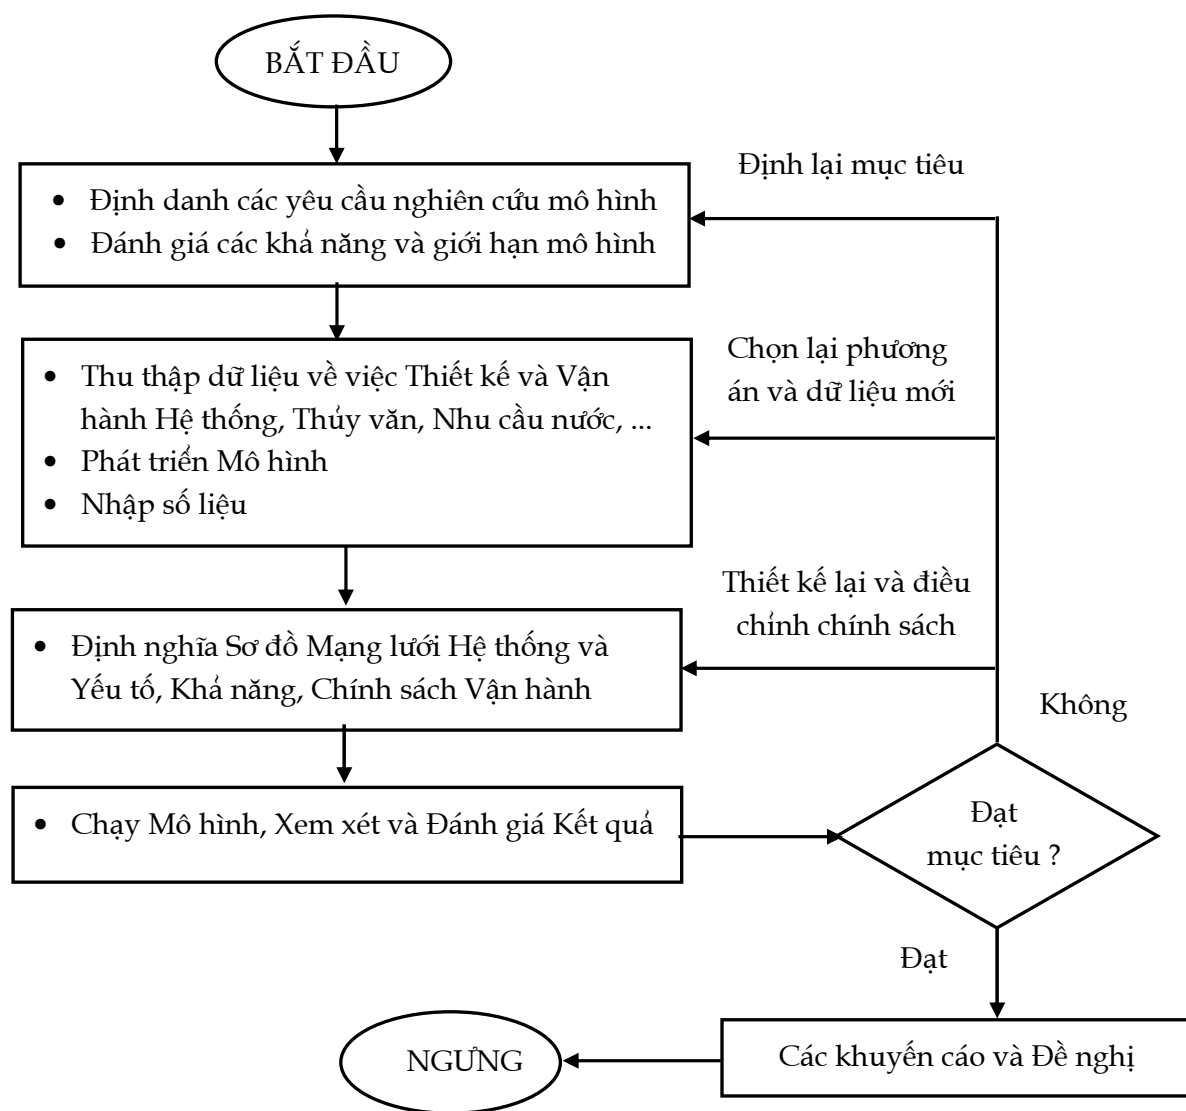 BẮT ĐẦU
Định lại mục tiêu
• Định danh các yêu cầu nghiên cứu mô hình
• Đánh giá các khả năng và giới hạn mô hình
Chọn lại phương
án và dữ liệu mới
• Thu thập dữ liệu về việc Thiết kế và Vận
hành Hệ thống, Thủy văn, Nhu cầu nước, ...
• Phát triển Mô hình
• Nhập số liệu
Thiết kế lại và điều
chỉnh chính sách
• Định nghĩa Sơ đồ Mạng lưới Hệ thống và
Yếu tố, Khả năng, Chính sách Vận hành
Không
• Chạy Mô hình, Xem xét và Đánh giá Kết quả
Đạt
mục tiêu ?
Đạt
Các khuyến cáo và Đề nghị
NGƯNG